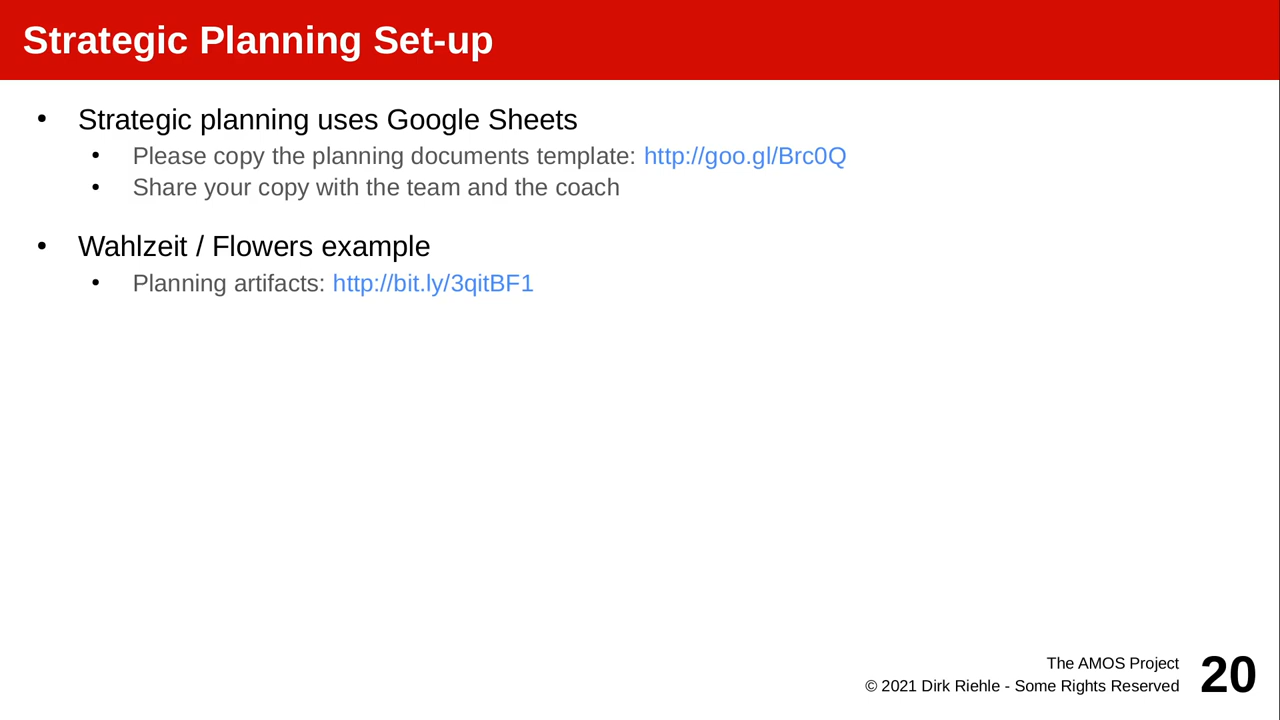 Strategic Planning Set-up
• Strategic planning uses Google Sheets
• Please copy the planning documents template: http://goo.gl/Brc0Q
• Share your copy with the team and the coach
• Wahlzeit / Flowers example
• Planning artifacts: http://bit.ly/3qitBF1
The AMOS Project
© 2021 Dirk Riehle - Some Rights Reserved
20